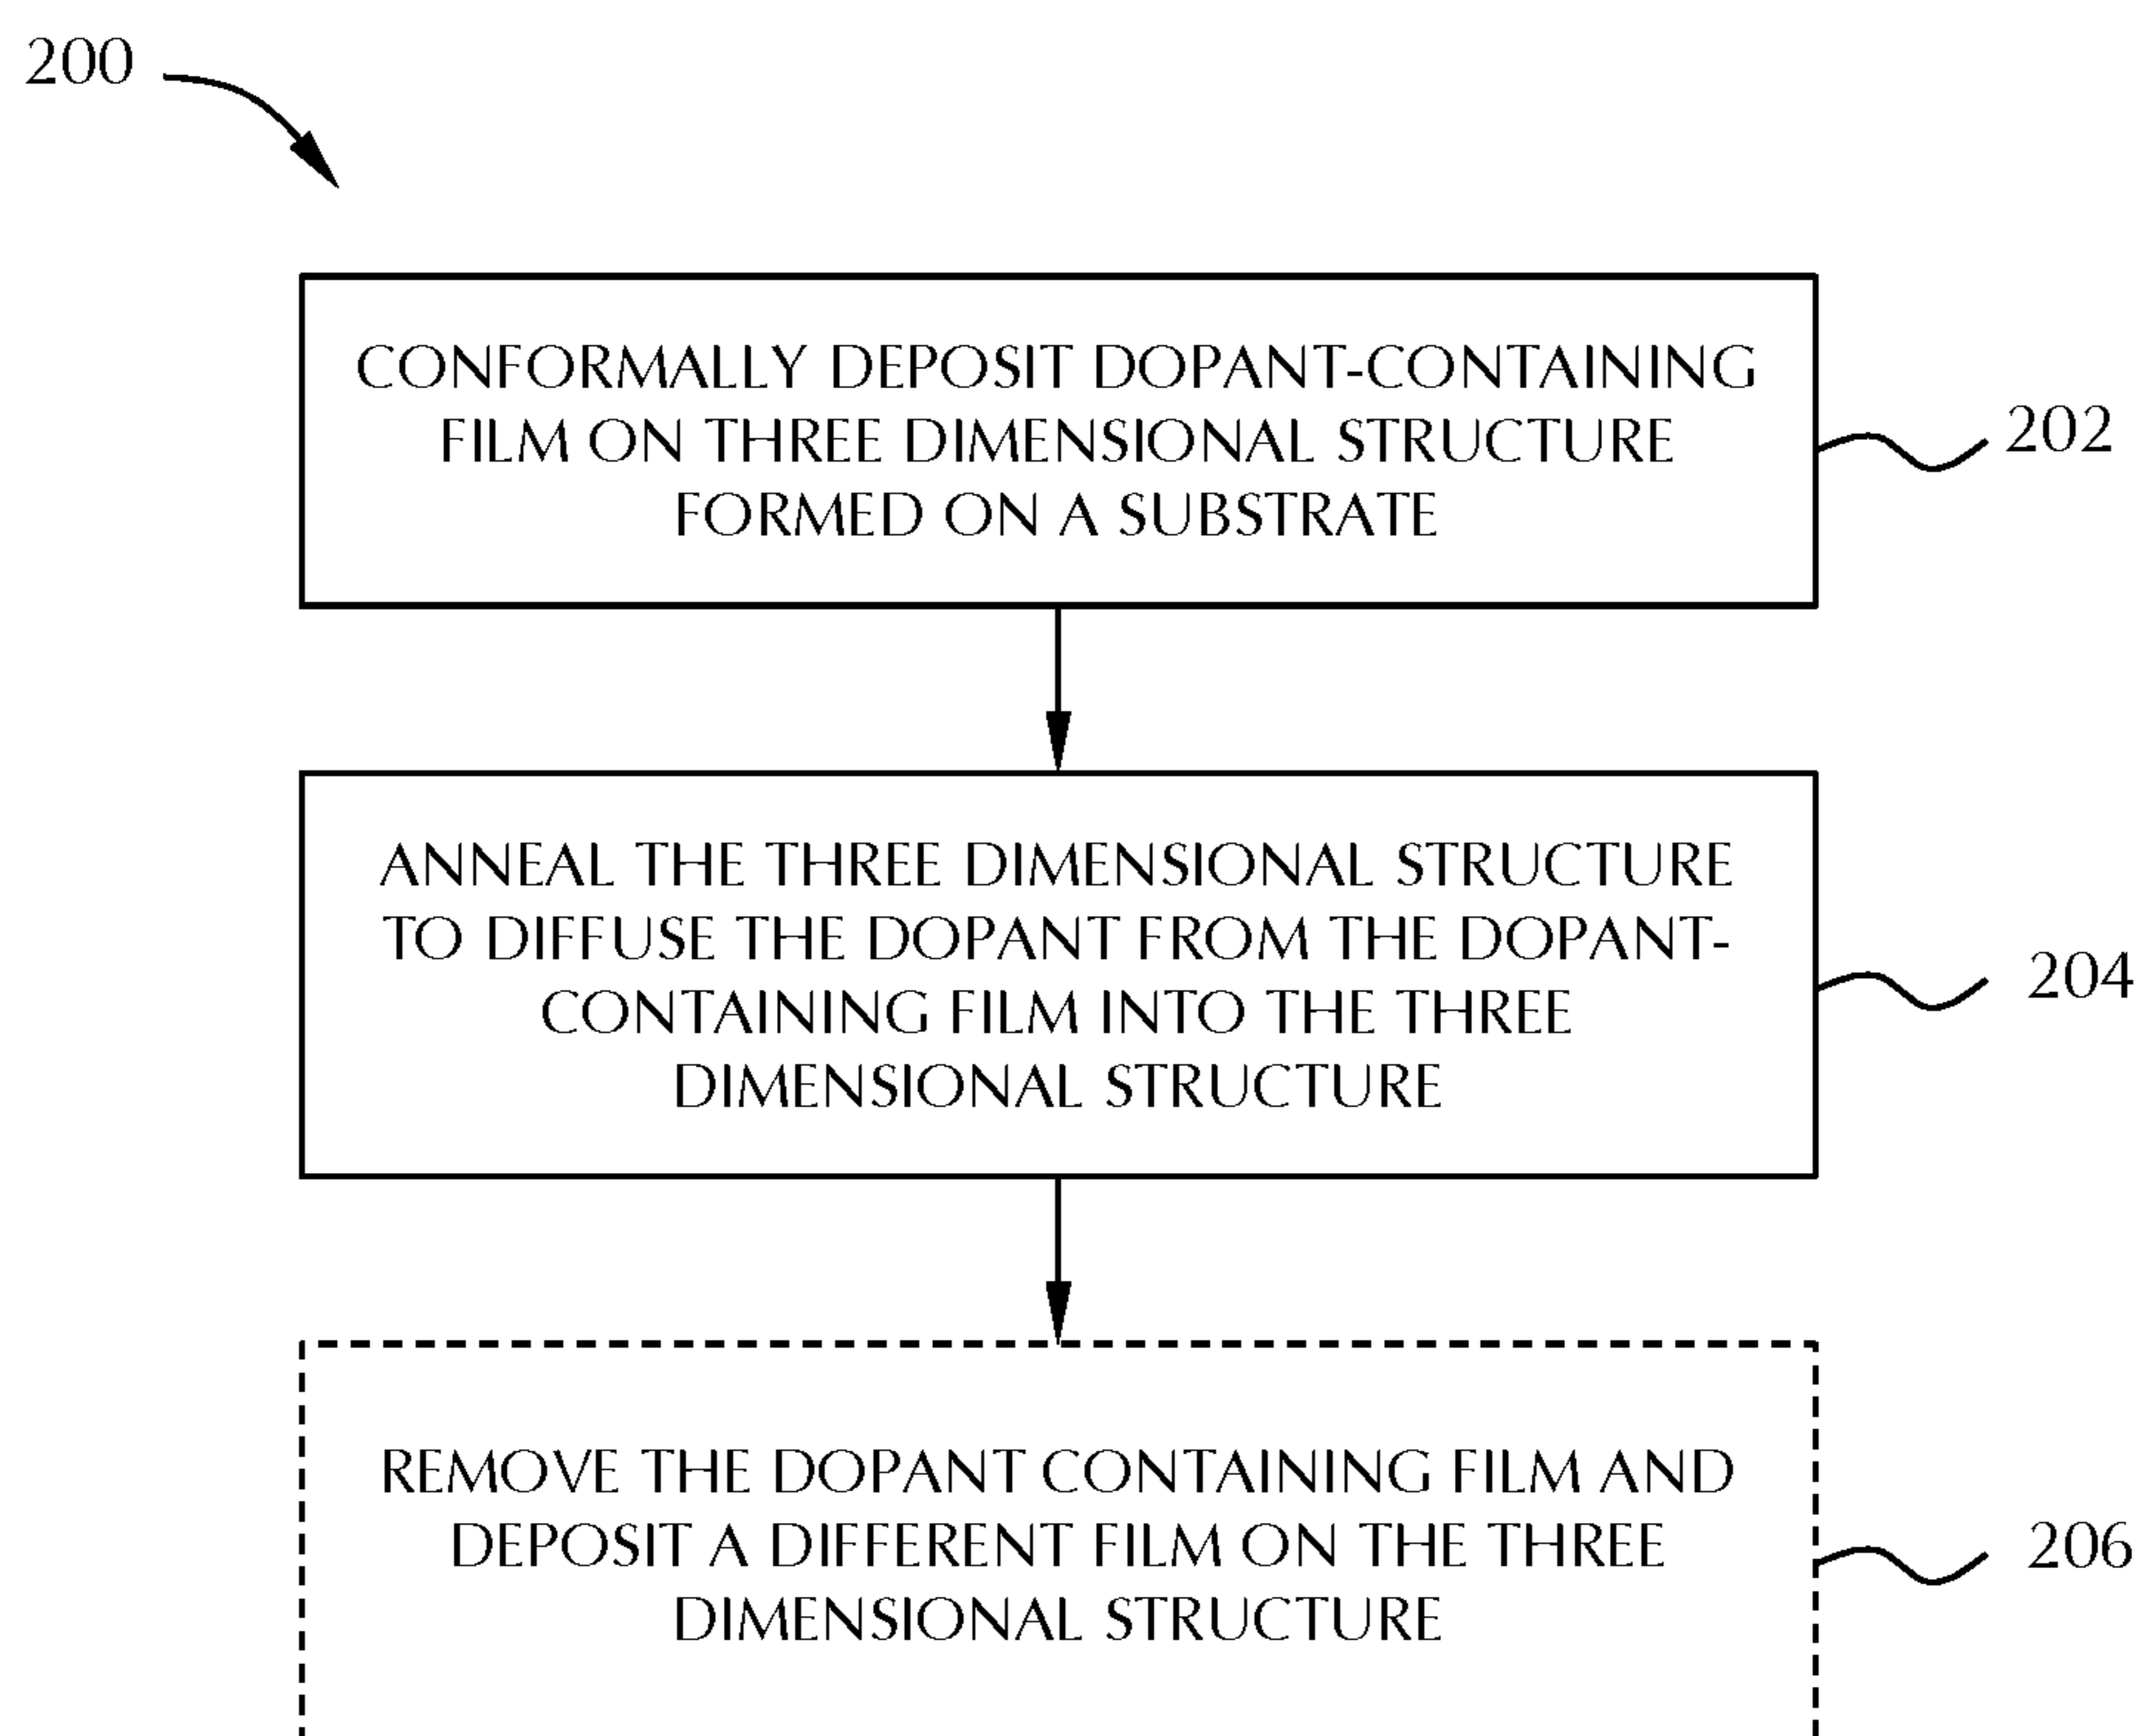 200
CONFORMALLY DEPOSIT DOPANT-CONTAINING
FILM ON THREE DIMENSIONAL STRUCTURE
FORMED ON A SUBSTRATE
202
ANNEAL THE THREE DIMENSIONAL STRUCTURE
TO DIFFUSE THE DOPANT FROM THE DOPANT-
CONTAINING FILM INTO THE THREE
DIMENSIONAL STRUCTURE
204
REMOVE THE DOPANT CONTAINING FILM AND
DEPOSIT A DIFFERENT FILM ON THE THREE
DIMENSIONAL STRUCTURE
206